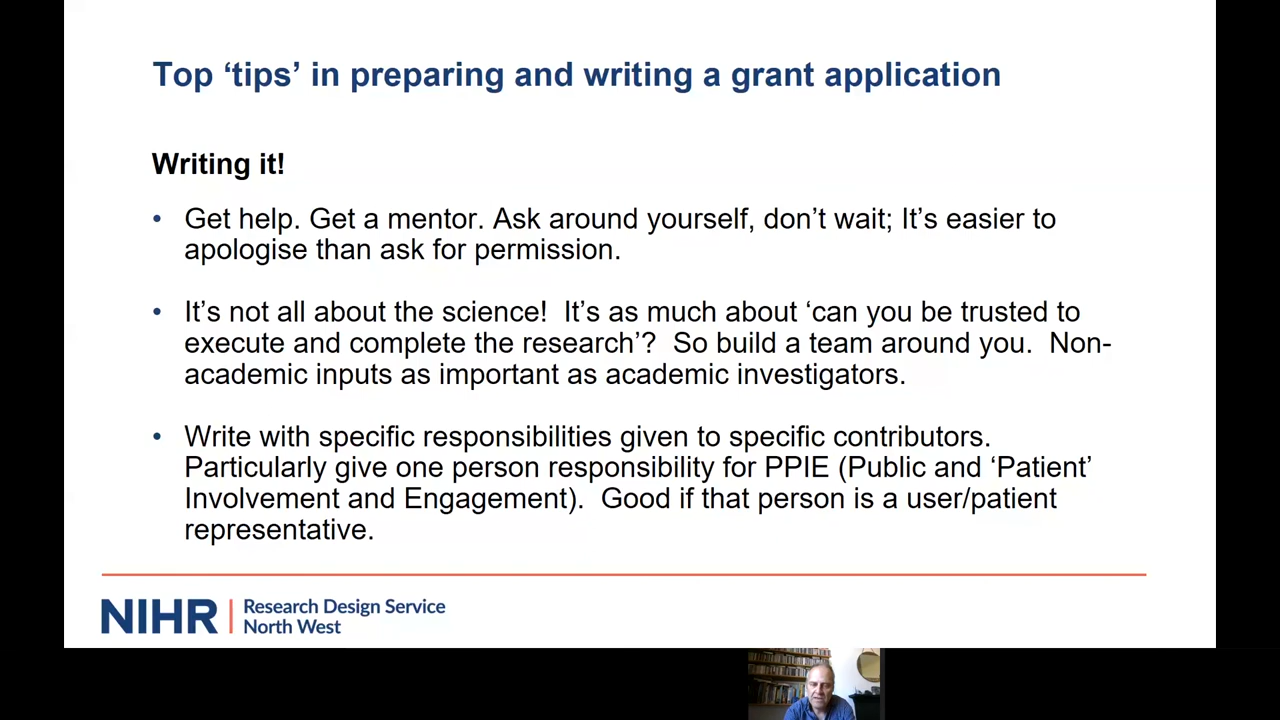 Top ‘tips’ in preparing and writing a grant application
Writing it!
• Get help. Get a mentor. Ask around yourself, don’t wait; It’s easier to
apologise than ask for permission.
• It’s not all about the science!  It’s as much about ‘can you be trusted to
execute and complete the research’?  So build a team around you.  Non-
academic inputs as important as academic investigators.
• Write with specific responsibilities given to specific contributors.
Particularly give one person responsibility for PPIE (Public and ‘Patient’
Involvement and Engagement).  Good if that person is a user/patient
representative.
NIHR | Research Design Service
North West